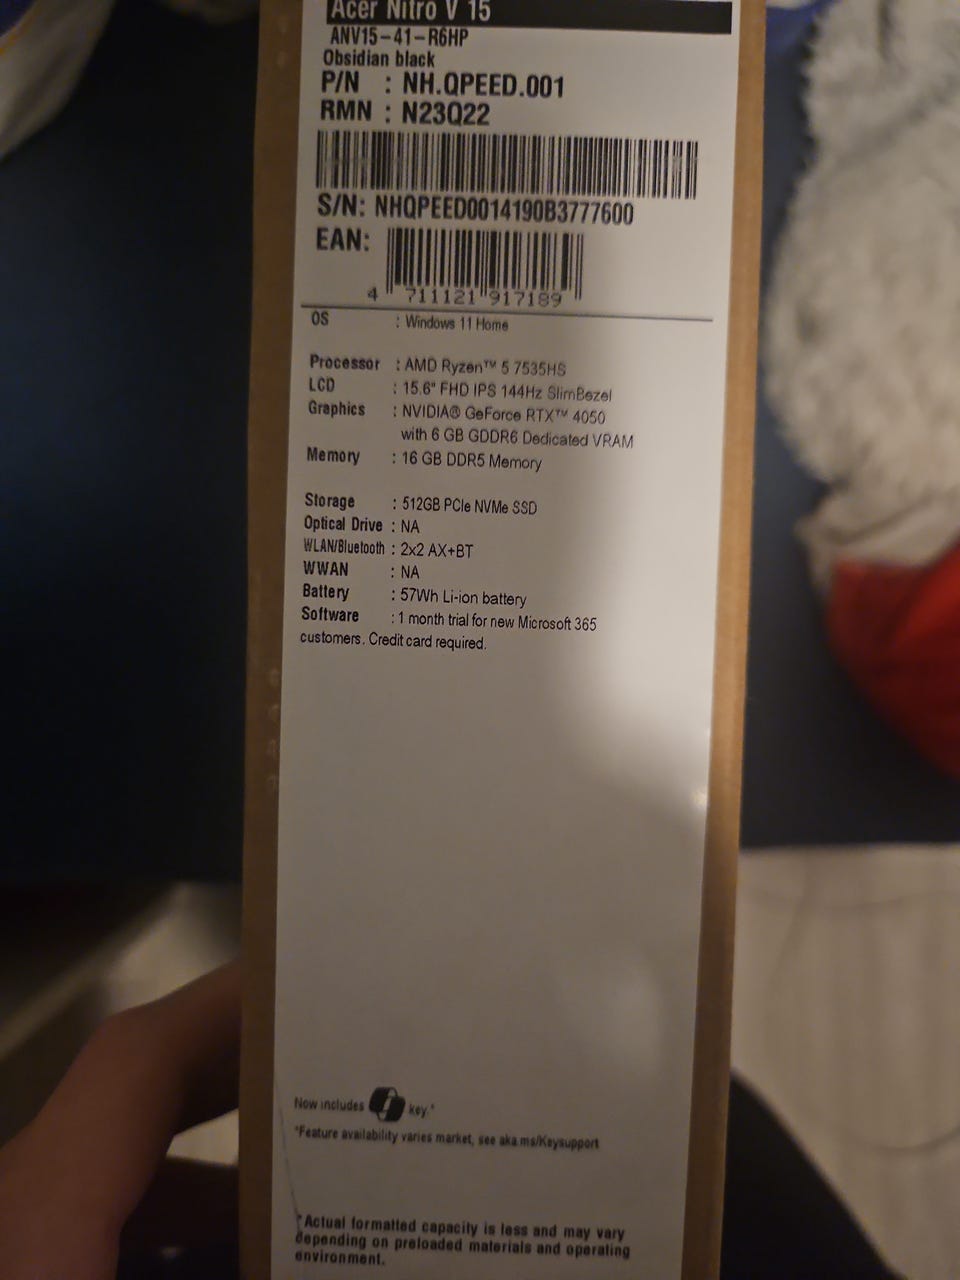 Acer Nitro V 15
ANV15-41-R6HP
Obsidian black
P/N : NH.QPEED.001
RMN : N23Q22
S/N: NHQPEED0014190B3777600
EAN:
4 711121 917189
OS : Windows 11 Home
Processor : AMD Ryzen™ 5 7535HS
LCD : 15.6" FHD IPS 144Hz SlimBezel
Graphics : NVIDIA® GeForce RTX™ 4050
with 6 GB GDDR6 Dedicated VRAM
Memory : 16 GB DDR5 Memory
Storage : 512GB PCIe NVMe SSD
Optical Drive : NA
WLAN/Bluetooth : 2x2 AX+BT
WWAN : NA
Battery : 57Wh Li-ion battery
Software : 1 month trial for new Microsoft 365
customers. Credit card required.
Now includes key.*
*Feature availability varies market, see aka.ms/Keysupport
*Actual formatted capacity is less and may vary
depending on preloaded materials and operating
environment.